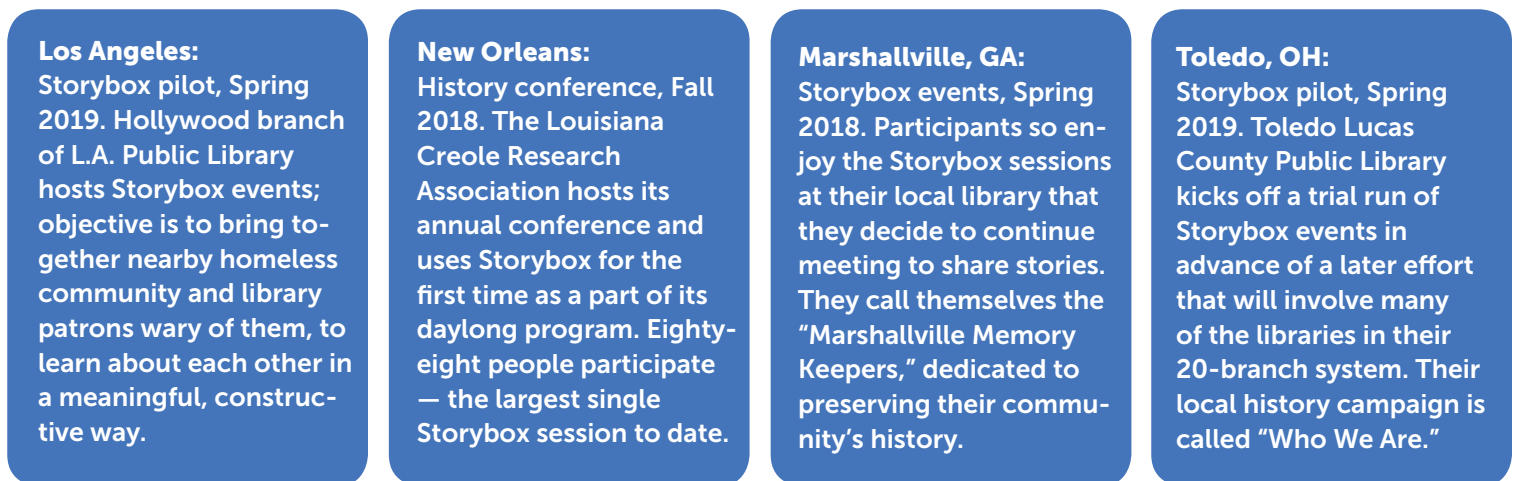 Los Angeles:
Storybox pilot, Spring
2019. Hollywood branch
of L.A. Public Library
hosts Storybox events;
objective is to bring to-
gether nearby homeless
community and library
patrons wary of them, to
learn about each other in
a meaningful, construc-
tive way.
New Orleans:
History conference, Fall
2018. The Louisiana
Creole Research
Association hosts its
annual conference and
uses Storybox for the
first time as a part of its
daylong program. Eighty-
eight people participate
— the largest single
Storybox session to date.
Marshallville, GA:
Storybox events, Spring
2018. Participants so en-
joy the Storybox sessions
at their local library that
they decide to continue
meeting to share stories.
They call themselves the
“Marshallville Memory
Keepers,” dedicated to
preserving their commu-
nity’s history.
Toledo, OH:
Storybox pilot, Spring
2019. Toledo Lucas
County Public Library
kicks off a trial run of
Storybox events in
advance of a later effort
that will involve many
of the libraries in their
20-branch system. Their
local history campaign is
called “Who We Are.”